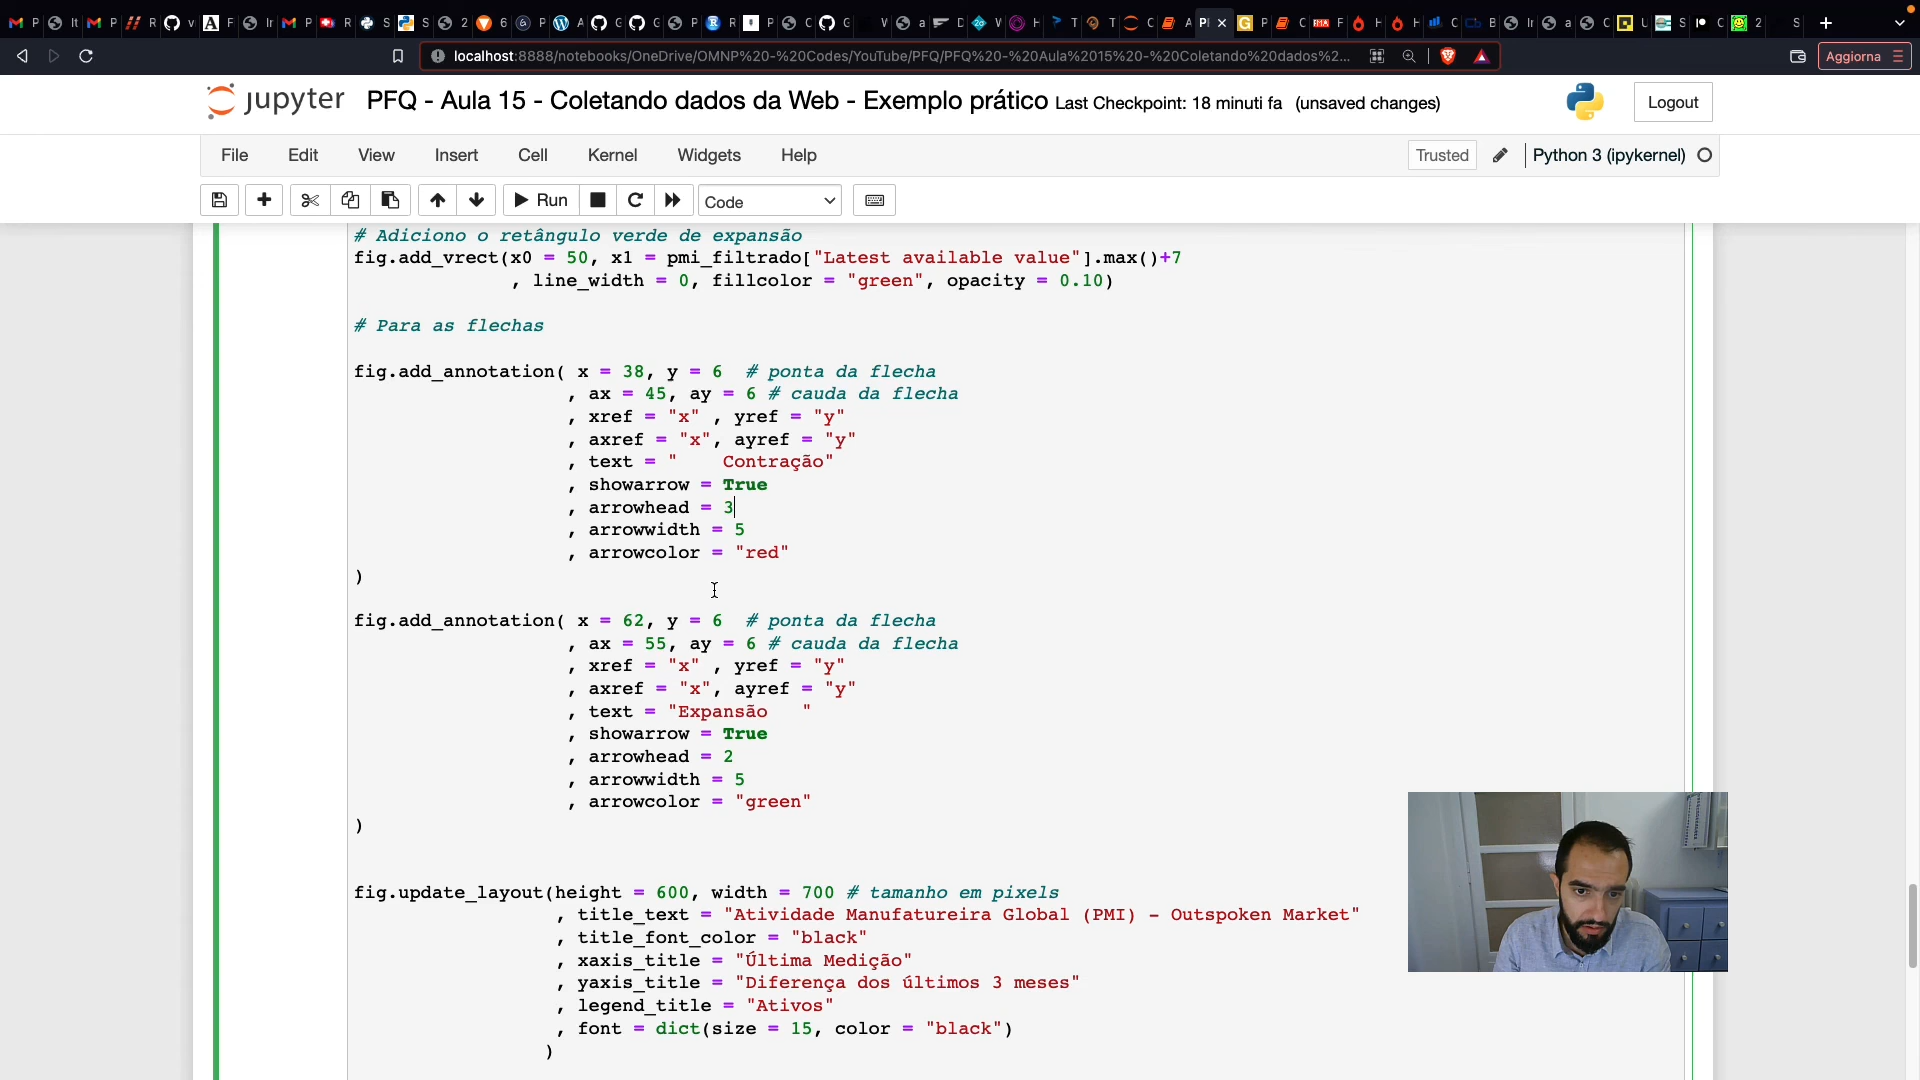 localhost:8888/notebooks/OneDrive/OMNP%20-%20Codes/YouTube/PFQ/PFQ%20-%20Aula%2015%20-%20Coletando%20dados%2...
Aggiorna
jupyter PFQ - Aula 15 - Coletando dados da Web - Exemplo prático Last Checkpoint: 18 minuti fa (unsaved changes)
Logout
File Edit View Insert Cell Kernel Widgets Help
Trusted Python 3 (ipykernel)
Run Code
# Adiciono o retângulo verde de expansão
fig.add_vrect(x0 = 50, x1 = pmi_filtrado["Latest available value"].max()+7
, line_width = 0, fillcolor = "green", opacity = 0.10)
# Para as flechas
fig.add_annotation( x = 38, y = 6  # ponta da flecha
, ax = 45, ay = 6 # cauda da flecha
, xref = "x" , yref = "y"
, axref = "x", ayref = "y"
, text = "    Contração"
, showarrow = True
, arrowhead = 3
, arrowwidth = 5
, arrowcolor = "red"
)
fig.add_annotation( x = 62, y = 6  # ponta da flecha
, ax = 55, ay = 6 # cauda da flecha
, xref = "x" , yref = "y"
, axref = "x", ayref = "y"
, text = "Expansão   "
, showarrow = True
, arrowhead = 2
, arrowwidth = 5
, arrowcolor = "green"
)
fig.update_layout(height = 600, width = 700 # tamanho em pixels
, title_text = "Atividade Manufatureira Global (PMI) - Outspoken Market"
, title_font_color = "black"
, xaxis_title = "Última Medição"
, yaxis_title = "Diferença dos últimos 3 meses"
, legend_title = "Ativos"
, font = dict(size = 15, color = "black")
)